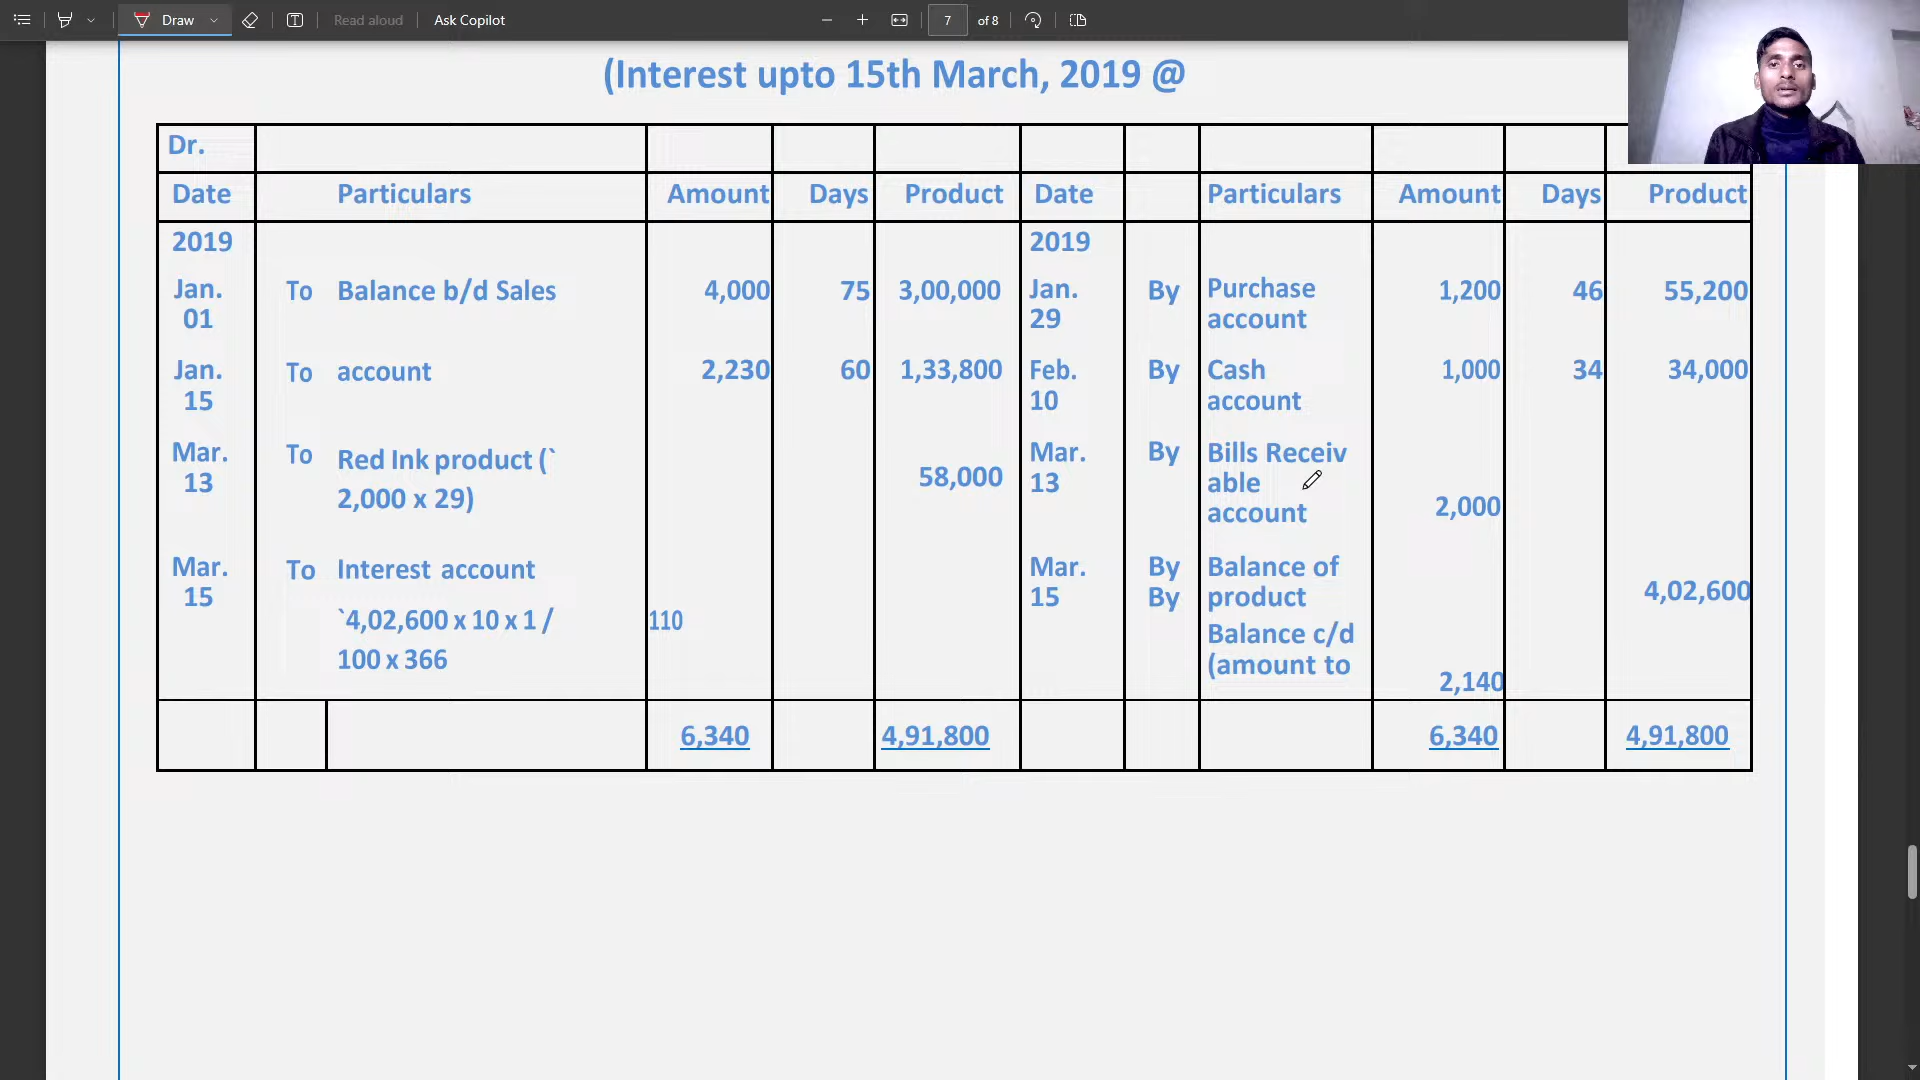 Draw
Read aloud
Ask Copilot
7
of 8
(Interest upto 15th March, 2019 @
Dr.
Date Particulars Amount Days Product Date Particulars Amount Days Product
2019 2019
Jan. 01 To Balance b/d Sales 4,000 75 3,00,000 Jan. 29 By Purchase account 1,200 46 55,200
Jan. 15 To account 2,230 60 1,33,800 Feb. 10 By Cash account 1,000 34 34,000
Mar. 13 To Red Ink product (` 2,000 x 29) 58,000 Mar. 13 By Bills Receiv able account 2,000
Mar. 15 To Interest account `4,02,600 x 10 x 1 / 100 x 366 110 Mar. 15 By Balance of product 4,02,600
By Balance c/d (amount to 2,140
6,340 4,91,800 6,340 4,91,800